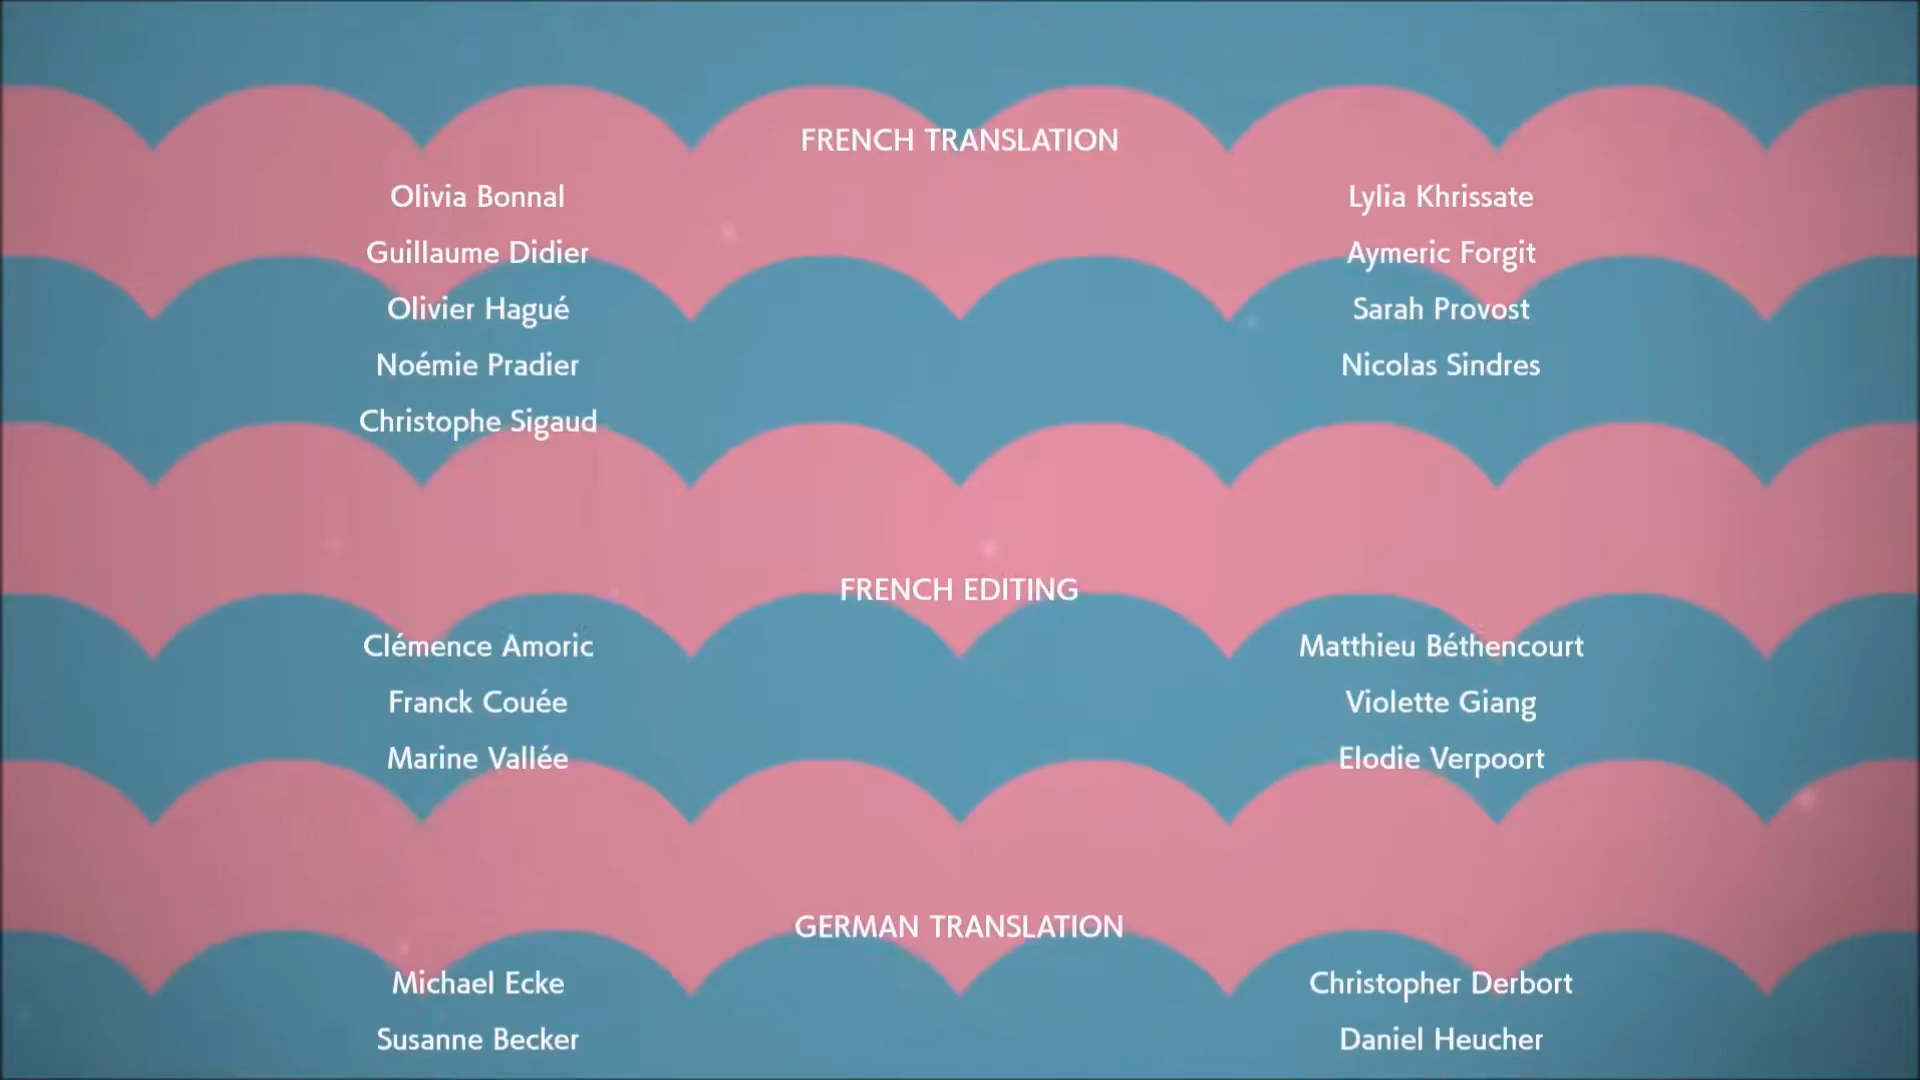 FRENCH TRANSLATION
Olivia Bonnal Lylia Khrissate
Guillaume Didier Aymeric Forgit
Olivier Hagué Sarah Provost
Noémie Pradier Nicolas Sindres
Christophe Sigaud
FRENCH EDITING
Clémence Amoric Matthieu Béthencourt
Franck Couée Violette Giang
Marine Vallée Elodie Verpoort
GERMAN TRANSLATION
Michael Ecke Christopher Derbort
Susanne Becker Daniel Heucher